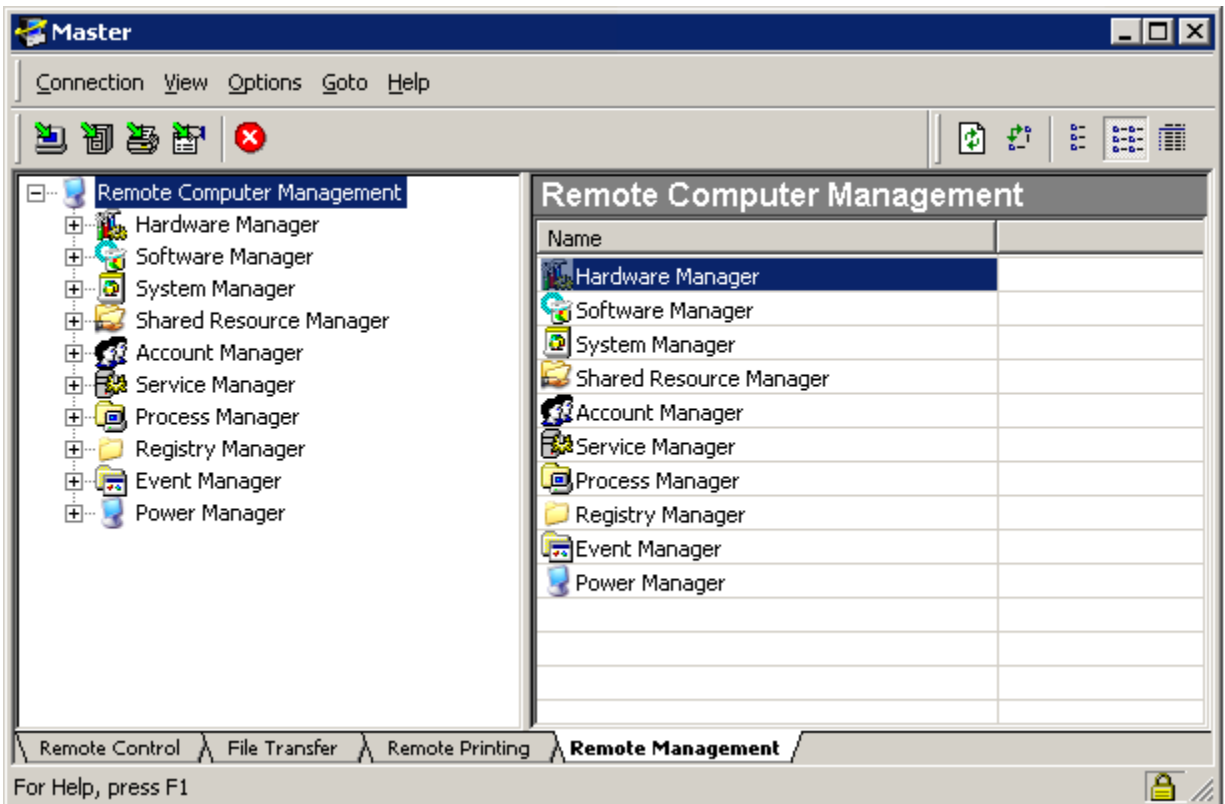 Master
Connection View Options Goto Help
Remote Computer Management
Hardware Manager
Software Manager
System Manager
Shared Resource Manager
Account Manager
Service Manager
Process Manager
Registry Manager
Event Manager
Power Manager
Remote Computer Management
Name
Hardware Manager
Software Manager
System Manager
Shared Resource Manager
Account Manager
Service Manager
Process Manager
Registry Manager
Event Manager
Power Manager
Remote Control File Transfer Remote Printing Remote Management
For Help, press F1